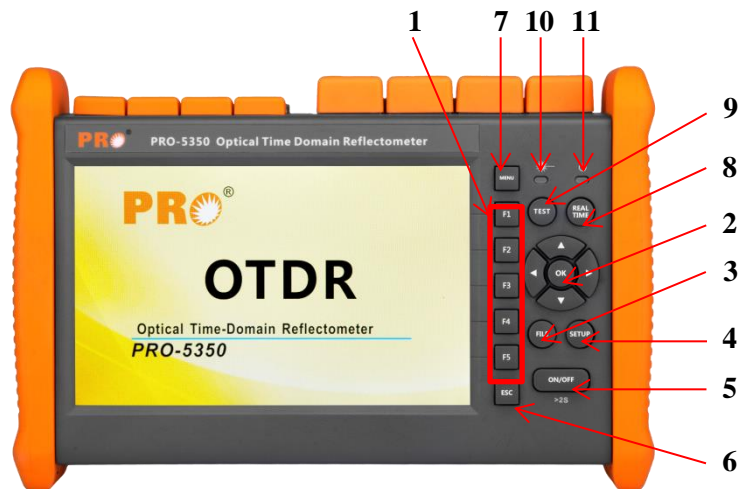 1 7 10 11
PRO PRO-5350 Optical Time Domain Reflectometer
9
MENU
8
F1 TEST REAL TIME
PRO®
2
F2
OTDR
OK
3
F3
F4 FILE SETUP
4
Optical Time-Domain Reflectometer
PRO-5350
F5
ON/OFF
5
ESC
>2S
6